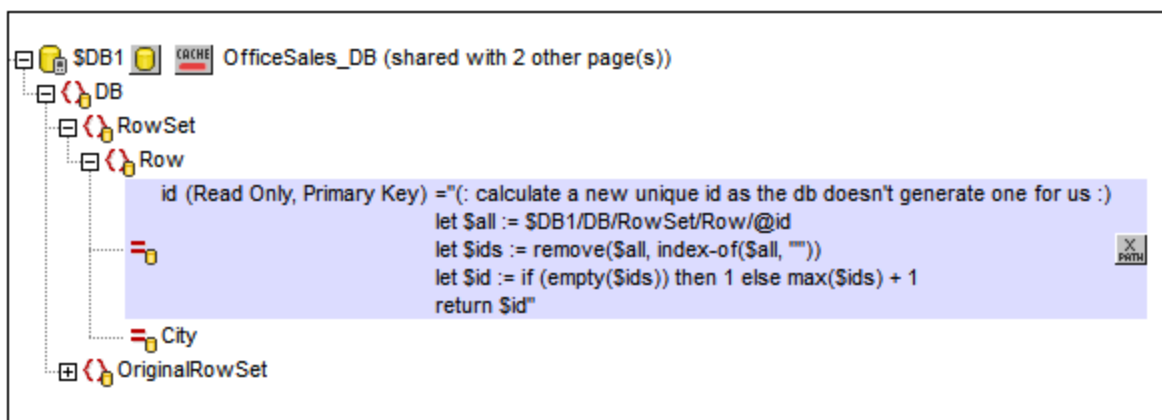 $DB1 CACHE OfficeSales_DB (shared with 2 other page(s))
DB
RowSet
Row
id (Read Only, Primary Key) ="(: calculate a new unique id as the db doesn't generate one for us :)
let $all := $DB1/DB/RowSet/Row/@id
let $ids := remove($all, index-of($all, ""))
let $id := if (empty($ids)) then 1 else max($ids) + 1
return $id"
XPATH
City
OriginalRowSet